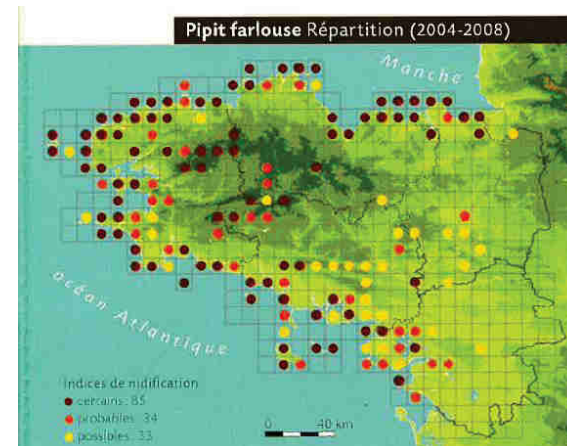 Pipit farlouse Répartition (2004-2008)
Manche
océan Atlantique
Indices de nidification
certains : 85
probables : 34
possibles : 33
0 40 km